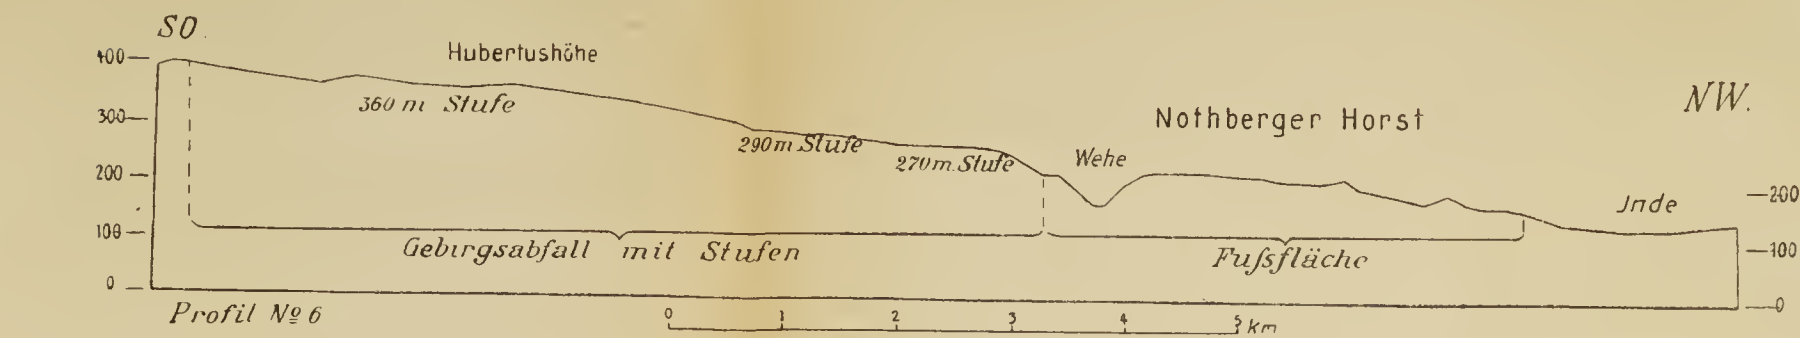 SO.
Hubertushöhe
NW.
400
360 m Stufe
Nothberger Horst
300
290 m. Stufe
270 m. Stufe
Wehe
200
200
Jnde
100
Gebirgsabfall mit Stufen
Fußfläche
100
0
0
Profil Nº 6
0 1 2 3 4 5 km